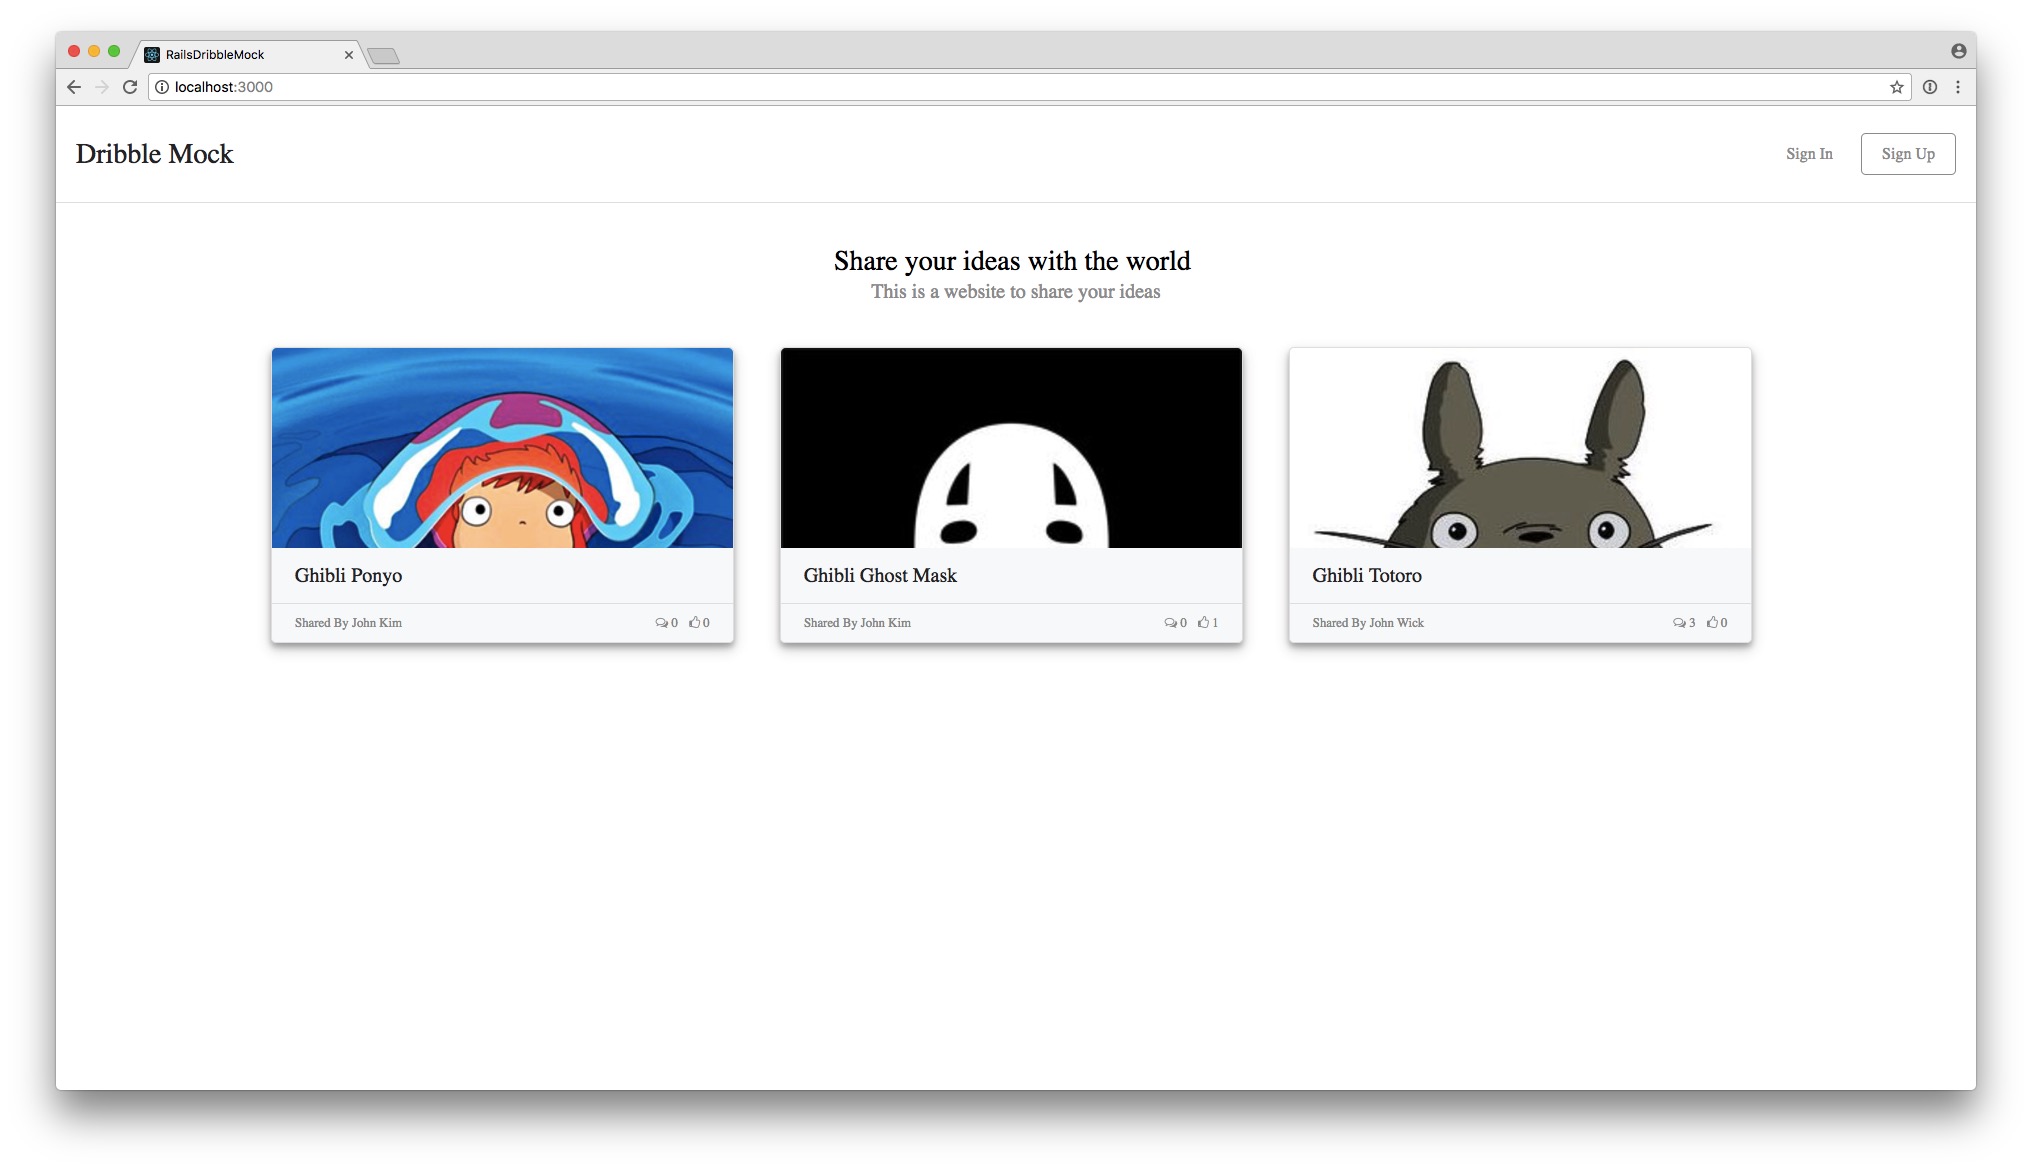 RailsDribbleMock
localhost:3000
Dribble Mock
Sign In
Sign Up
Share your ideas with the world
This is a website to share your ideas
Ghibli Ponyo
Shared By John Kim
0
0
Ghibli Ghost Mask
Shared By John Kim
0
1
Ghibli Totoro
Shared By John Wick
3
0